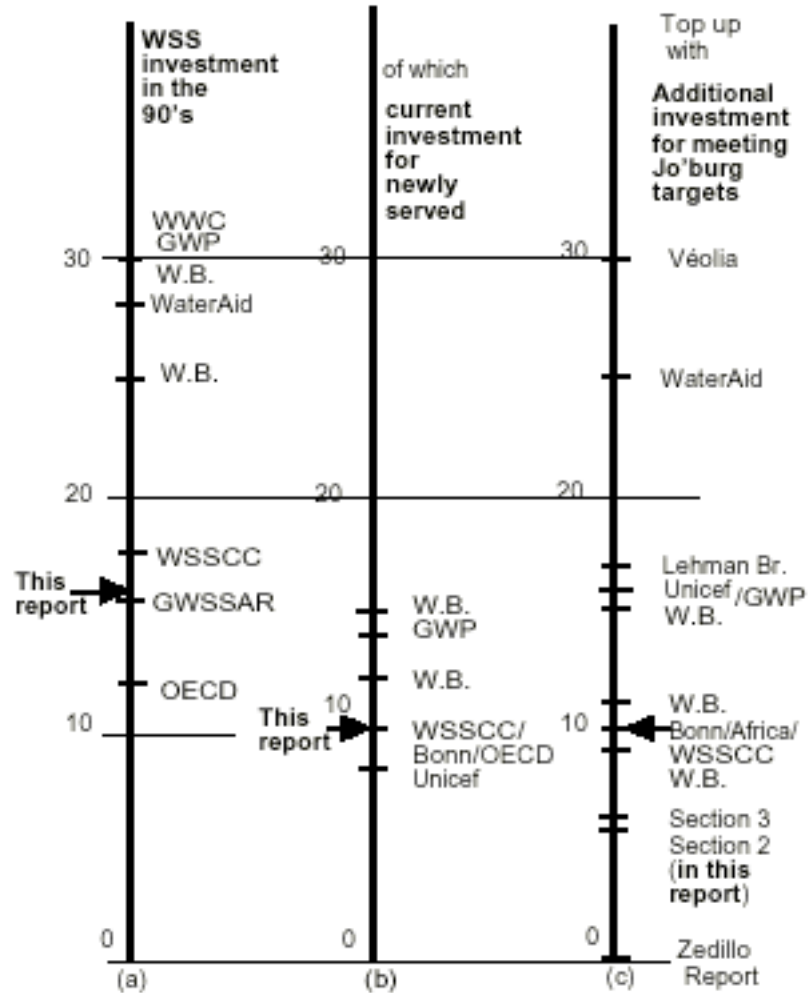 WSS
investment
in the
90's
WWC
GWP
30
W.B.
WaterAid
W.B.
20
WSSCC
This
report
GWSSAR
OECD
10
0
(a)
of which
current
investment
for
newly
served
30
20
W.B.
GWP
W.B.
10
This
report
WSSCC/
Bonn/OECD
Unicef
0
(b)
Top up
with
Additional
investment
for meeting
Jo'burg
targets
30
Véolia
WaterAid
20
Lehman Br.
Unicef/GWP
W.B.
W.B.
10
Bonn/Africa/
WSSCC
W.B.
Section 3
Section 2
(in this
report)
0
Zedillo
Report
(c)